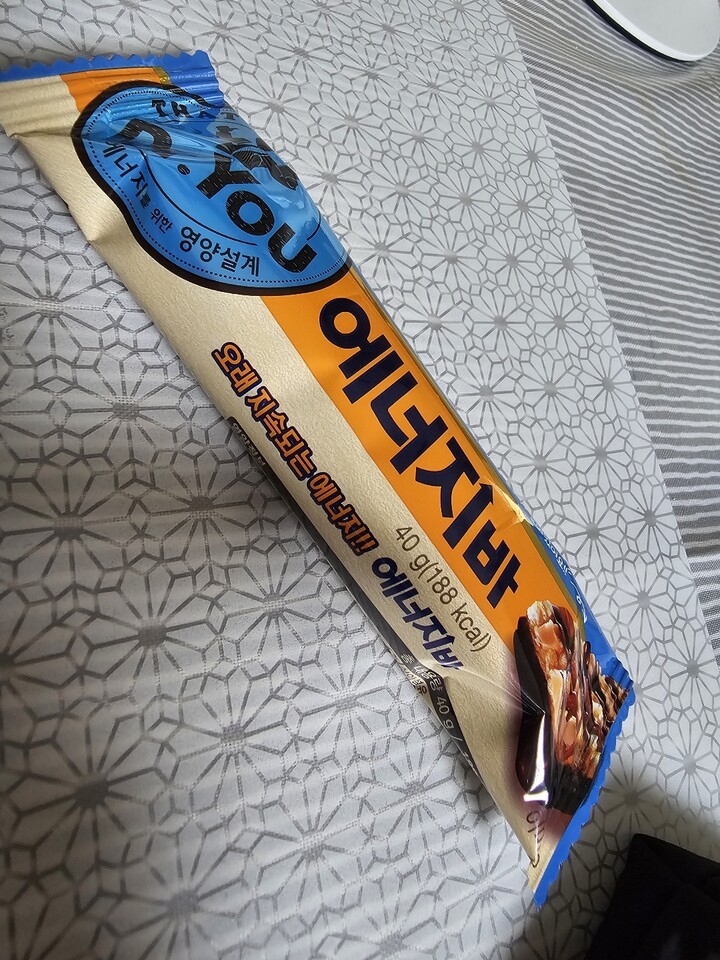 D.YOU
에너지를 위한
영양설계
에너지바
오래 지속되는 에너지!!
40 g(188 kcal)
에너지바
40 g